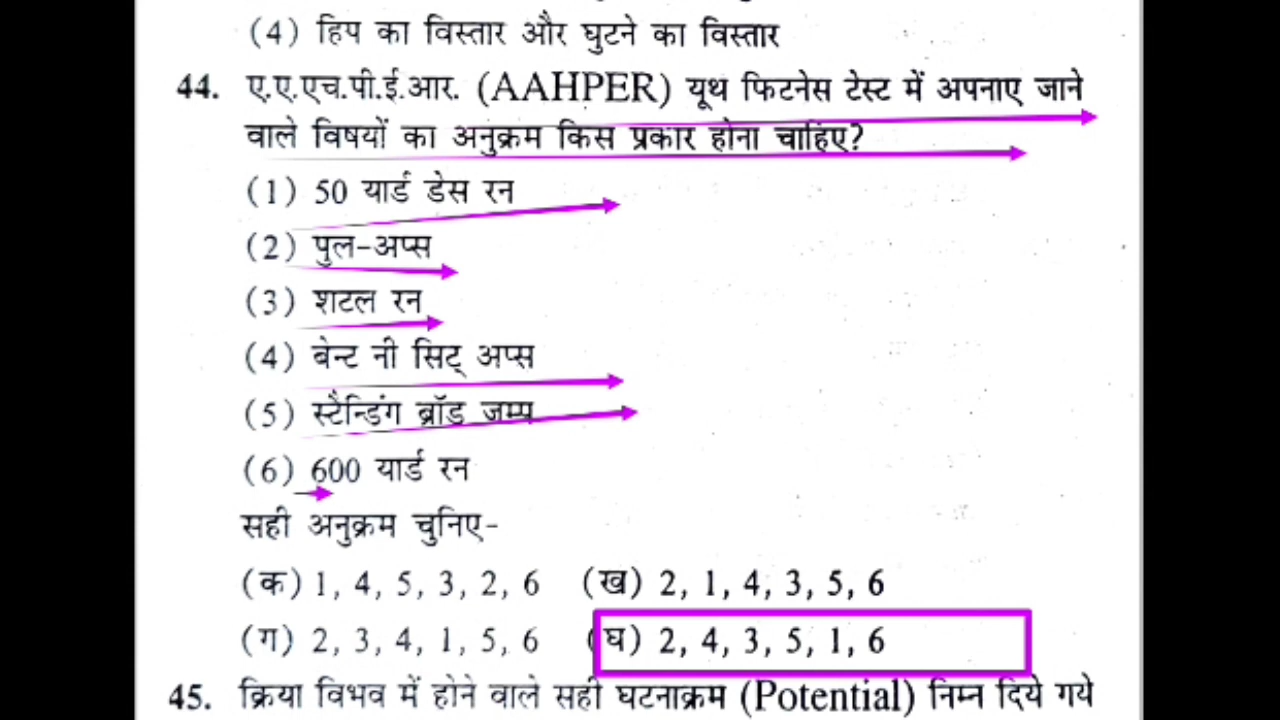 (4) हिप का विस्तार और घुटने का विस्तार
44. ए.ए.एच.पी.ई.आर. (AAHPER) यूथ फिटनेस टेस्ट में अपनाए जाने
वाले विषयों का अनुक्रम किस प्रकार होना चाहिए?
(1) 50 यार्ड डेस रन
(2) पुल-अप्स
(3) शटल रन
(4) बेन्ट नी सिट् अप्स
(5) स्टैन्डिंग ब्रॉड जम्प
(6) 600 यार्ड रन
सही अनुक्रम चुनिए-
(क) 1, 4, 5, 3, 2, 6 (ख) 2, 1, 4, 3, 5, 6
(ग) 2, 3, 4, 1, 5, 6 (घ) 2, 4, 3, 5, 1, 6
45. क्रिया विभव में होने वाले सही घटनाक्रम (Potential) निम्न दिये गये